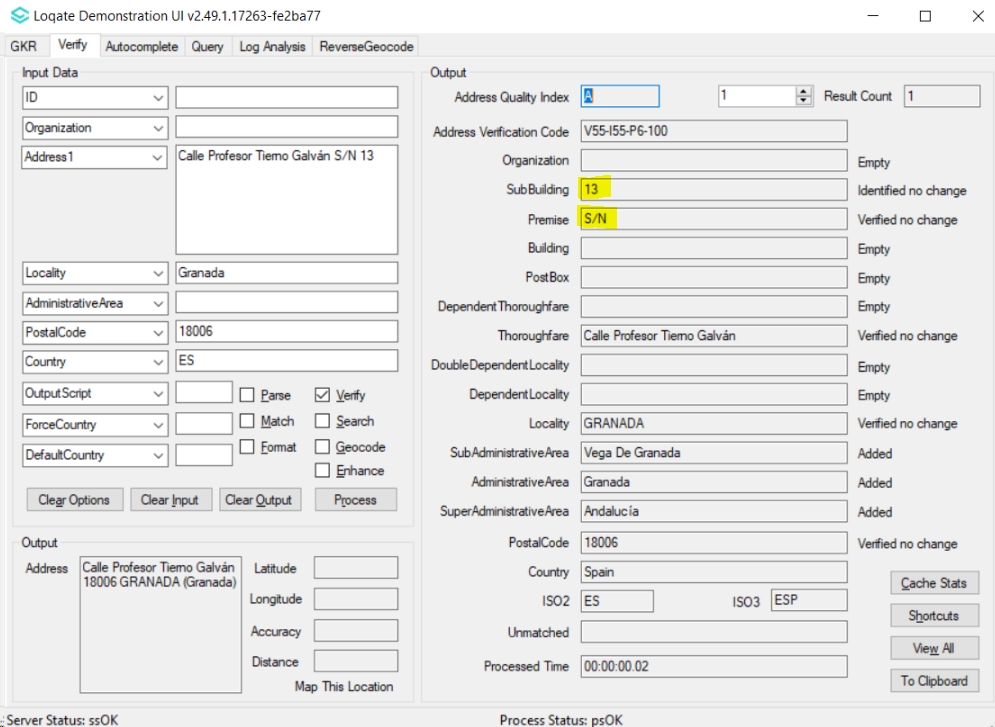 Loqate Demonstration UI v2.49.1.17263-fe2ba77
GKR Verify Autocomplete Query Log Analysis ReverseGeocode
Input Data
ID
Organization
Address1 Calle Profesor Tierno Galván S/N 13
Locality Granada
AdministrativeArea
PostalCode 18006
Country ES
OutputScript Parse Verify
ForceCountry Match Search
DefaultCountry Format Geocode
Enhance
Clear Options Clear Input Clear Output Process
Output
Address Calle Profesor Tierno Galván
18006 GRANADA (Granada)
Latitude
Longitude
Accuracy
Distance
Map This Location
Output
Address Quality Index A 1 Result Count 1
Address Verification Code V55-I55-P6-100
Organization Empty
SubBuilding 13 Identified no change
Premise S/N Verified no change
Building Empty
PostBox Empty
DependentThoroughfare Empty
Thoroughfare Calle Profesor Tierno Galván Verified no change
DoubleDependentLocality Empty
DependentLocality Empty
Locality GRANADA Verified no change
SubAdministrativeArea Vega De Granada Added
AdministrativeArea Granada Added
SuperAdministrativeArea Andalucía Added
PostalCode 18006 Verified no change
Country Spain
ISO2 ES ISO3 ESP
Unmatched
Processed Time 00:00:00.02
Cache Stats
Shortcuts
View All
To Clipboard
Server Status: ssOK Process Status: psOK